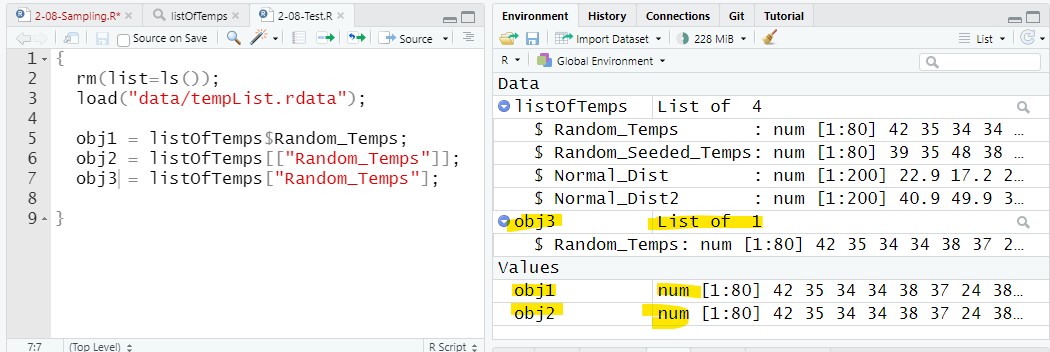 2-08-Sampling.R* × listOfTemps × 2-08-Test.R ×
Source on Save Source
1 {
2 rm(list=ls());
3 load("data/tempList.rdata");
4
5 obj1 = listOfTemps$Random_Temps;
6 obj2 = listOfTemps[["Random_Temps"]];
7 obj3 = listOfTemps["Random_Temps"];
8
9 }
7:7 (Top Level) R Script
Environment History Connections Git Tutorial
Import Dataset 228 MiB List
R Global Environment
Data
listOfTemps List of 4
$ Random_Temps : num [1:80] 42 35 34 34 ...
$ Random_Seeded_Temps: num [1:80] 39 35 48 38 ...
$ Normal_Dist : num [1:200] 22.9 17.2 2...
$ Normal_Dist2 : num [1:200] 40.9 49.9 3...
obj3 List of 1
$ Random_Temps: num [1:80] 42 35 34 34 38 37 2...
Values
obj1 num [1:80] 42 35 34 34 38 37 24 38...
obj2 num [1:80] 42 35 34 34 38 37 24 38...